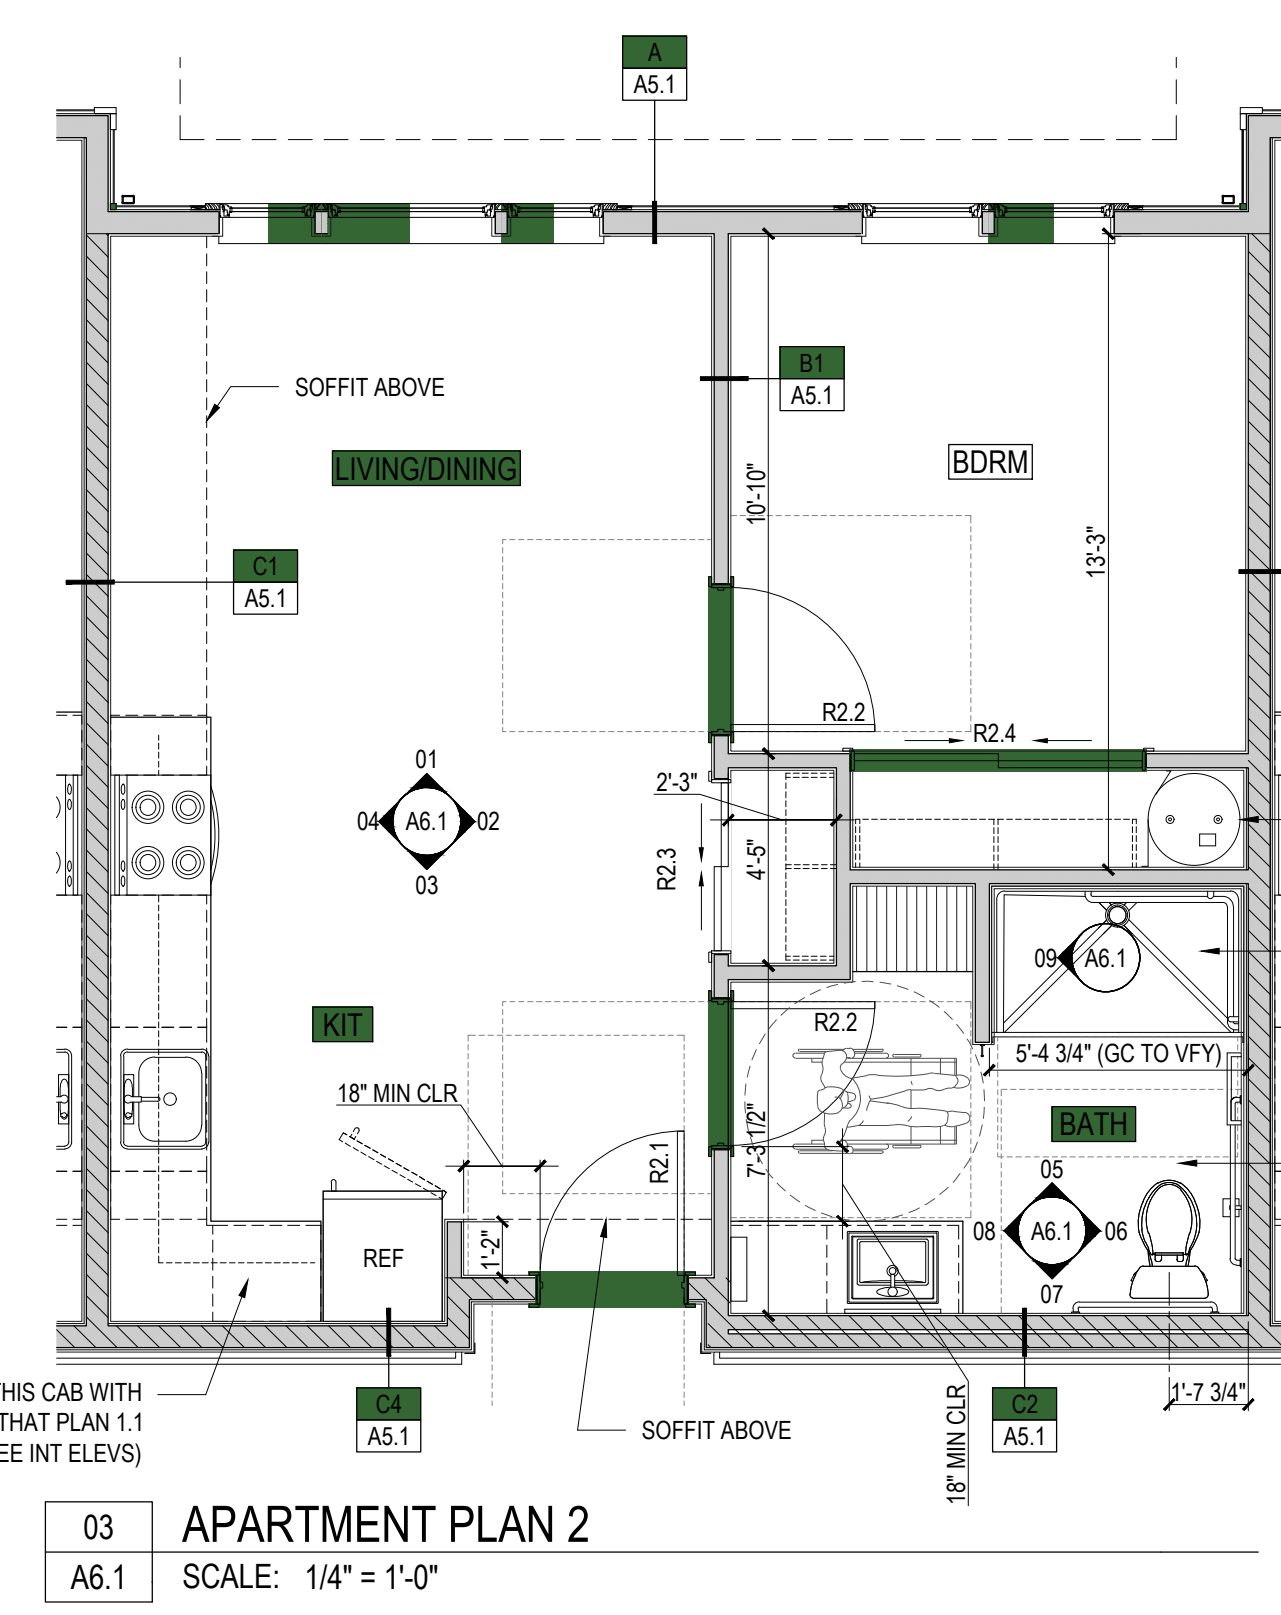 A
A5.1
B1
A5.1
SOFFIT ABOVE
LIVING/DINING
BDRM
10'-10"
13'-3"
C1
A5.1
R2.2
R2.4
01
04
A6.1
02
03
2'-3"
R2.3
4'-5"
09
A6.1
KIT
R2.2
5'-4 3/4" (GC TO VFY)
18" MIN CLR
BATH
R2.1
7'-3 1/2"
05
08
A6.1
06
07
1'-2"
REF
THIS CAB WITH
THAT PLAN 1.1
EE INT ELEVS)
C4
A5.1
SOFFIT ABOVE
18" MIN CLR
C2
A5.1
1'-7 3/4"
03
APARTMENT PLAN 2
A6.1
SCALE: 1/4" = 1'-0"